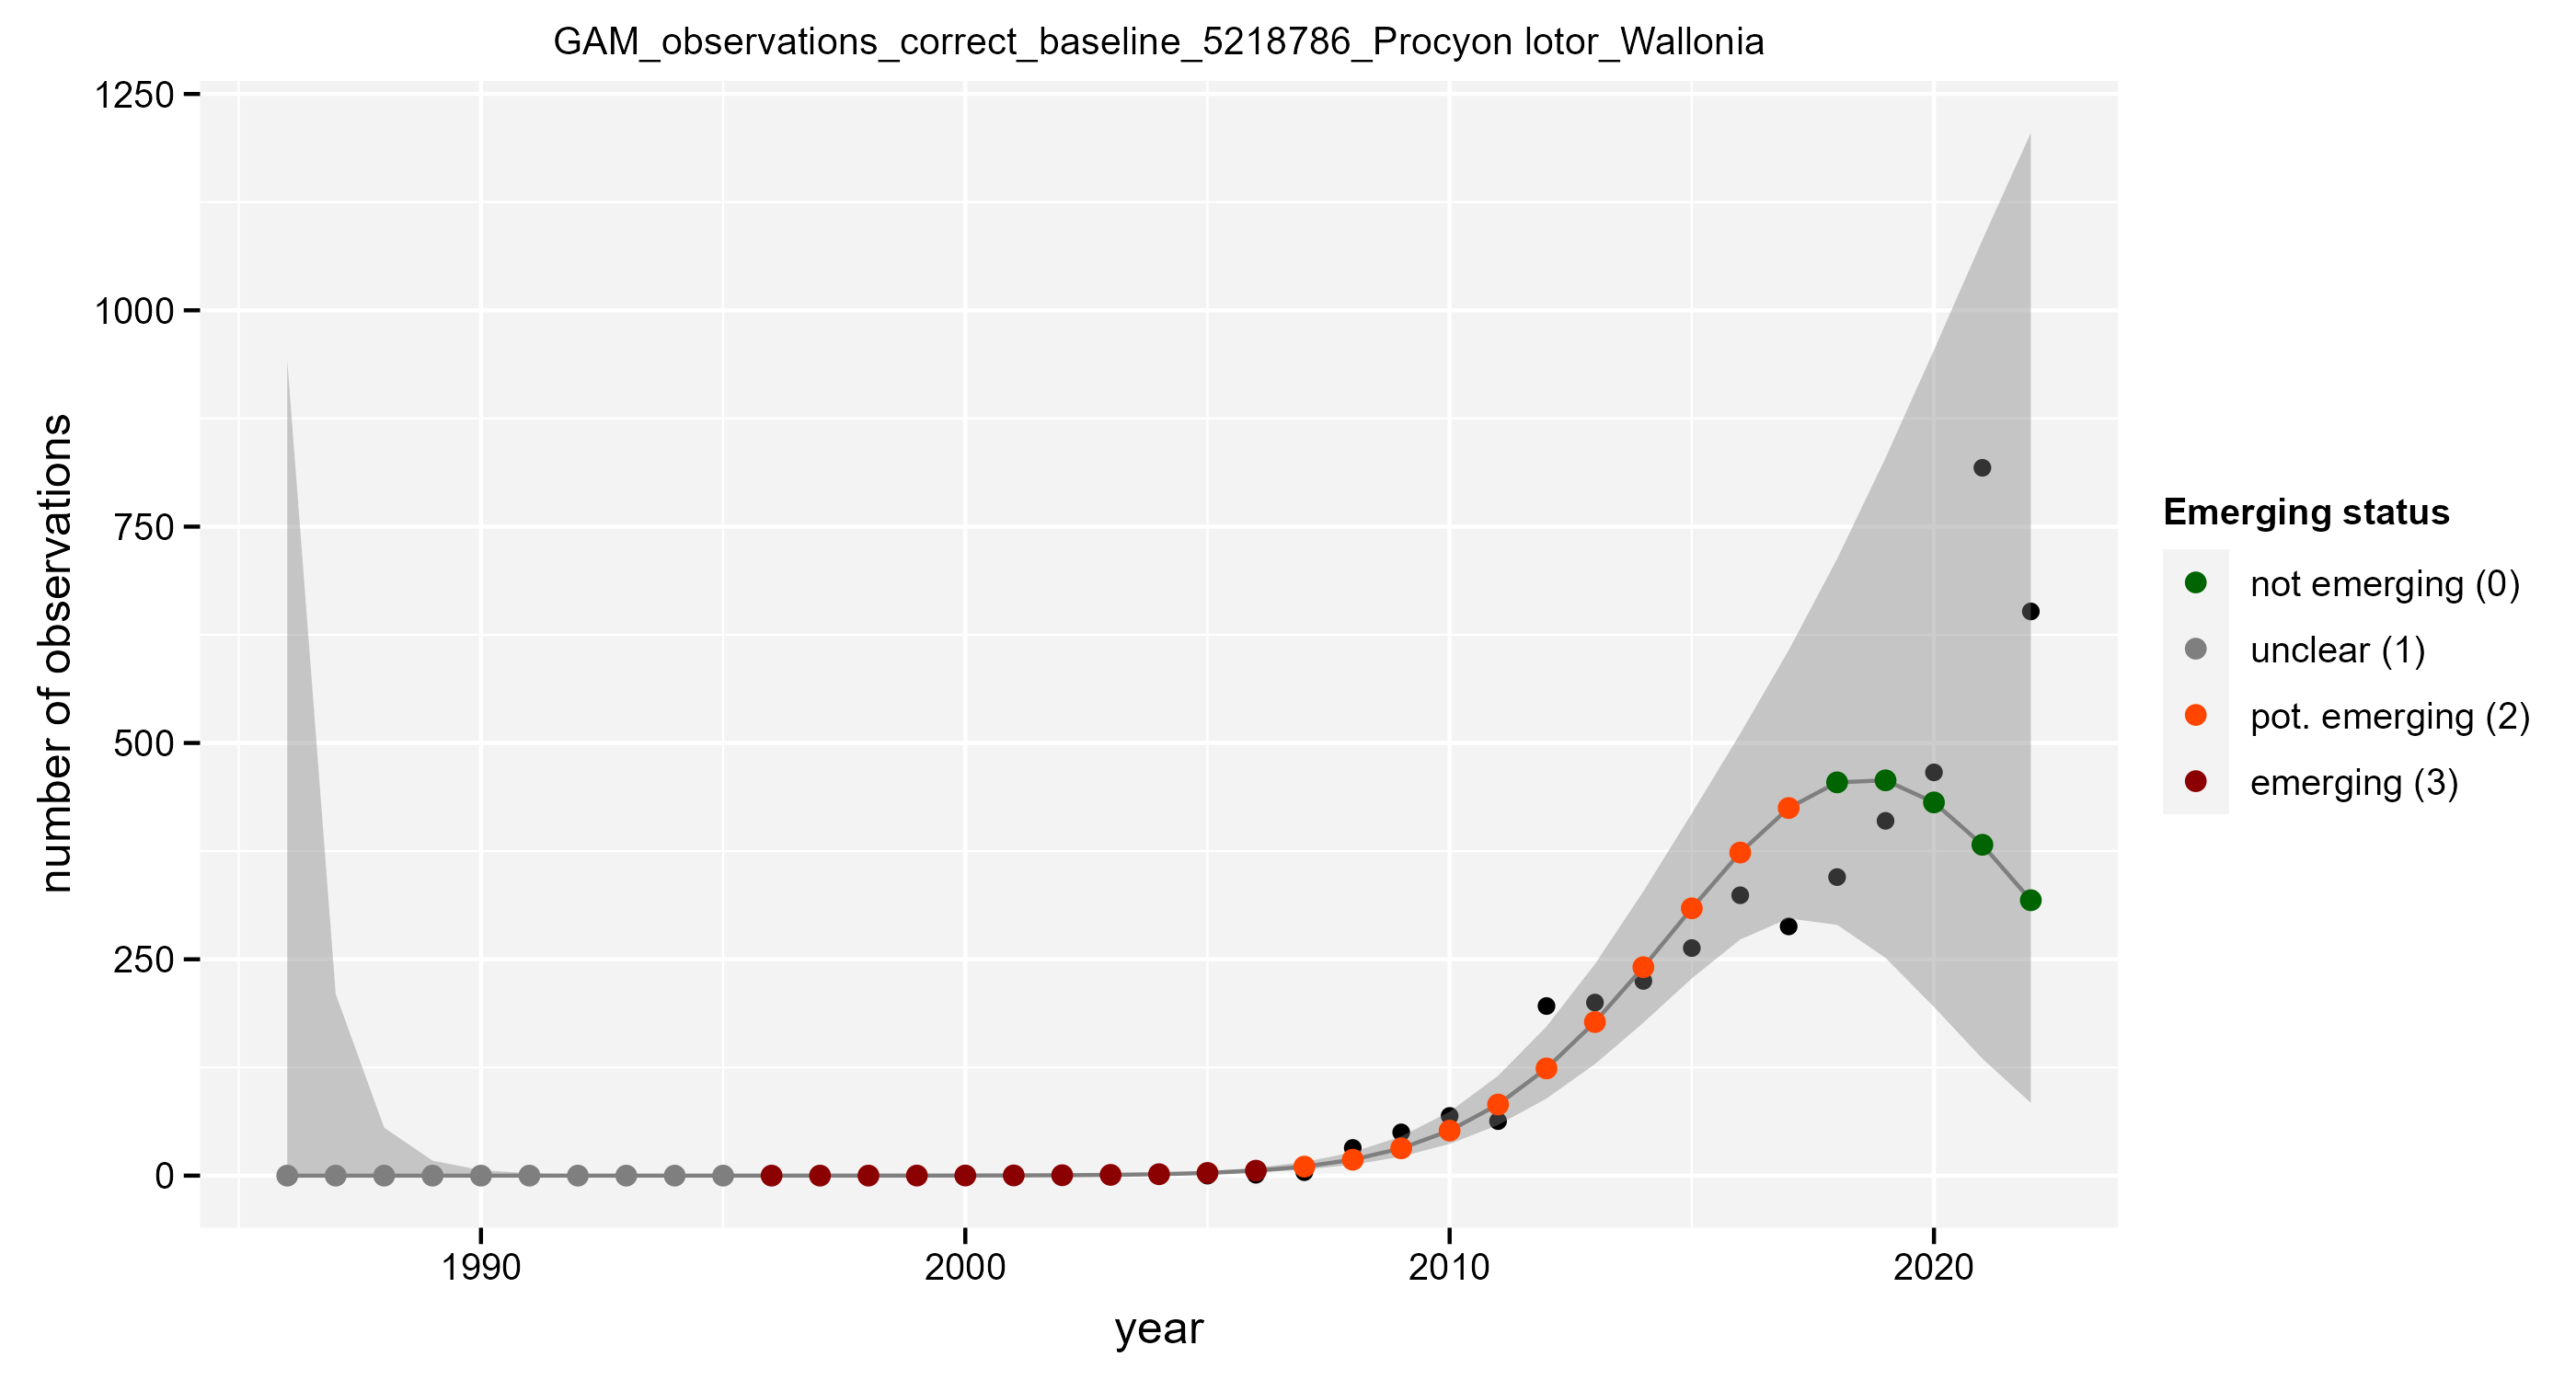 GAM_observations_correct_baseline_5218786_Procyon lotor_Wallonia
number of observations
1250
1000
750
500
250
0
1990
2000
2010
2020
year
Emerging status
not emerging (0)
unclear (1)
pot. emerging (2)
emerging (3)